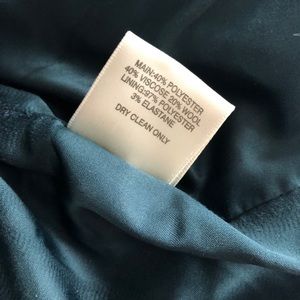 MAIN:40% POLYESTER
40% VISCOSE 20% WOOL
LINING:97% POLYESTER
3% ELASTANE
DRY CLEAN ONLY